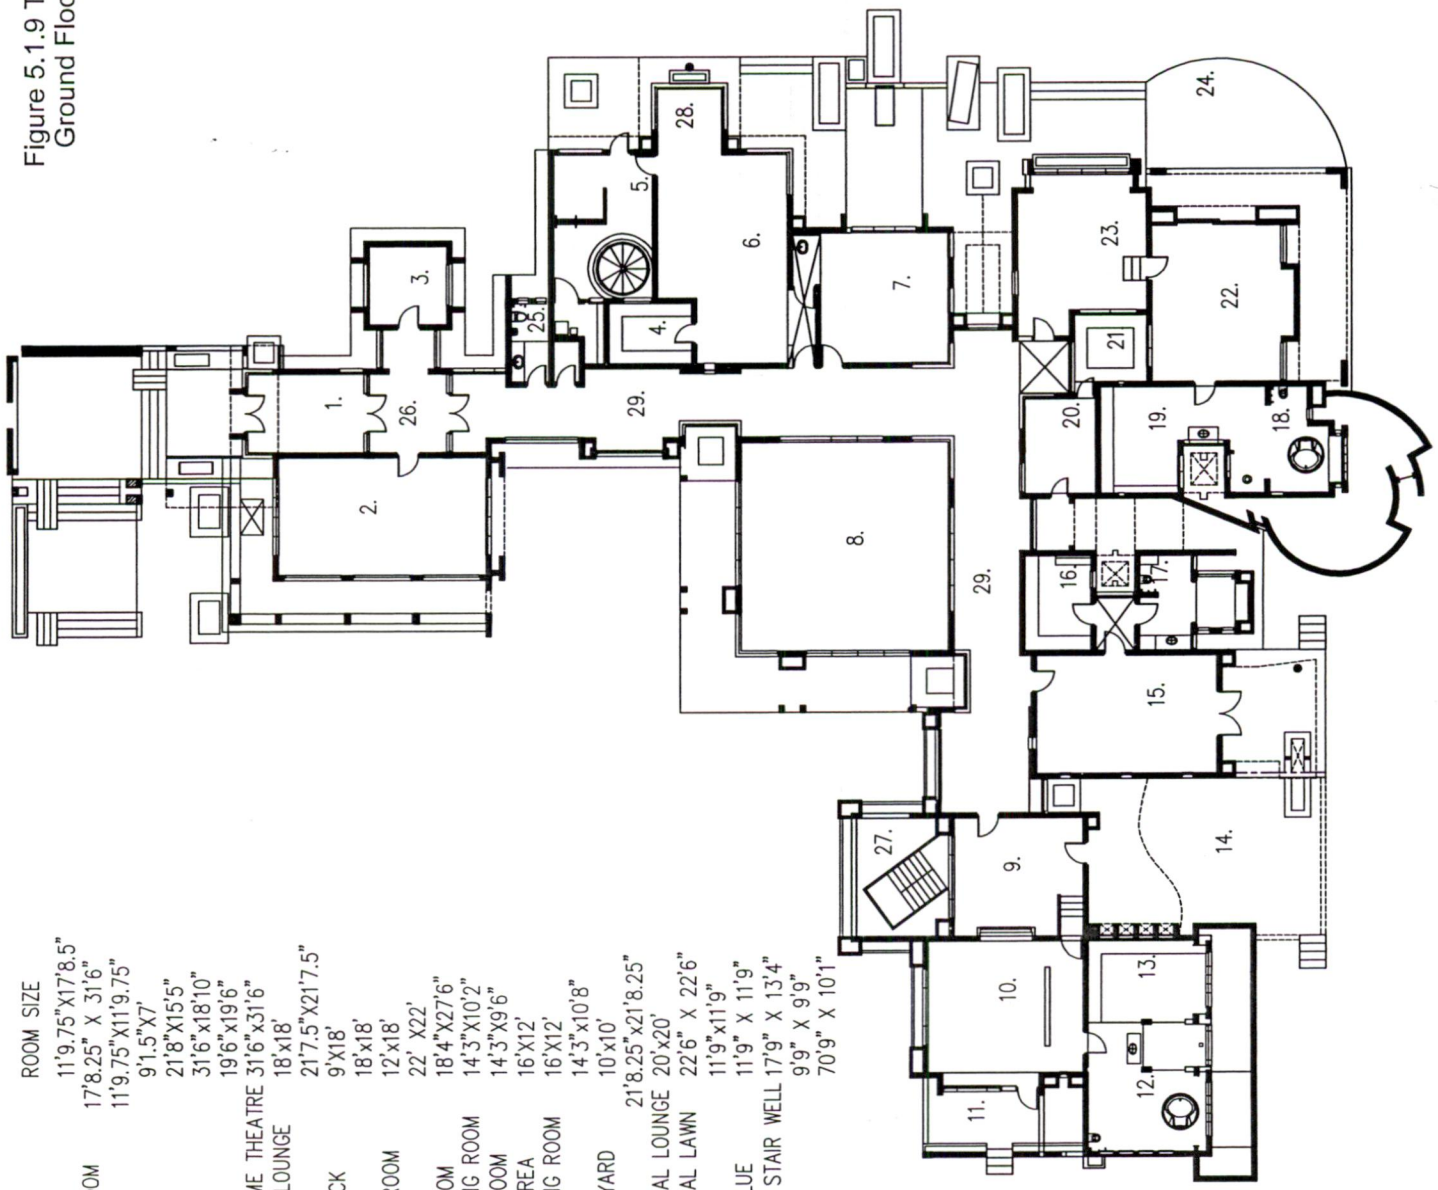 Figure 5.1.9 T
Ground Floo
ROOM SIZE
11'9.75"X17'8.5"
OM 17'8.25" X 31'6"
11'9.75"X11'9.75"
9'1.5"X7'
21'8"X15'5"
31'6"x18'10"
19'6"x19'6"
ME THEATRE 31'6"x31'6"
LOUNGE 18'x18'
21'7.5"X21'7.5"
CK 9'X18'
18'x18'
ROOM 12'x18'
22' X22'
OM 18'4"X27'6"
G ROOM 14'3"X10'2"
OOM 14'3"X9'6"
REA 16'X12'
G ROOM 16'X12'
14'3"x10'8"
YARD 10'x10'
21'8.25"x21'8.25"
AL LOUNGE 20'x20'
AL LAWN 22'6" X 22'6"
11'9"x11'9"
LUE 11'9" X 11'9"
STAIR WELL 17'9" X 13'4"
9'9" X 9'9"
70'9" X 10'1"
1.
2.
3.
4.
5.
6.
7.
8.
9.
10.
11.
12.
13.
14.
15.
16.
17.
18.
19.
20.
21
22.
23.
24.
25.
26.
27.
28.
29.
29.